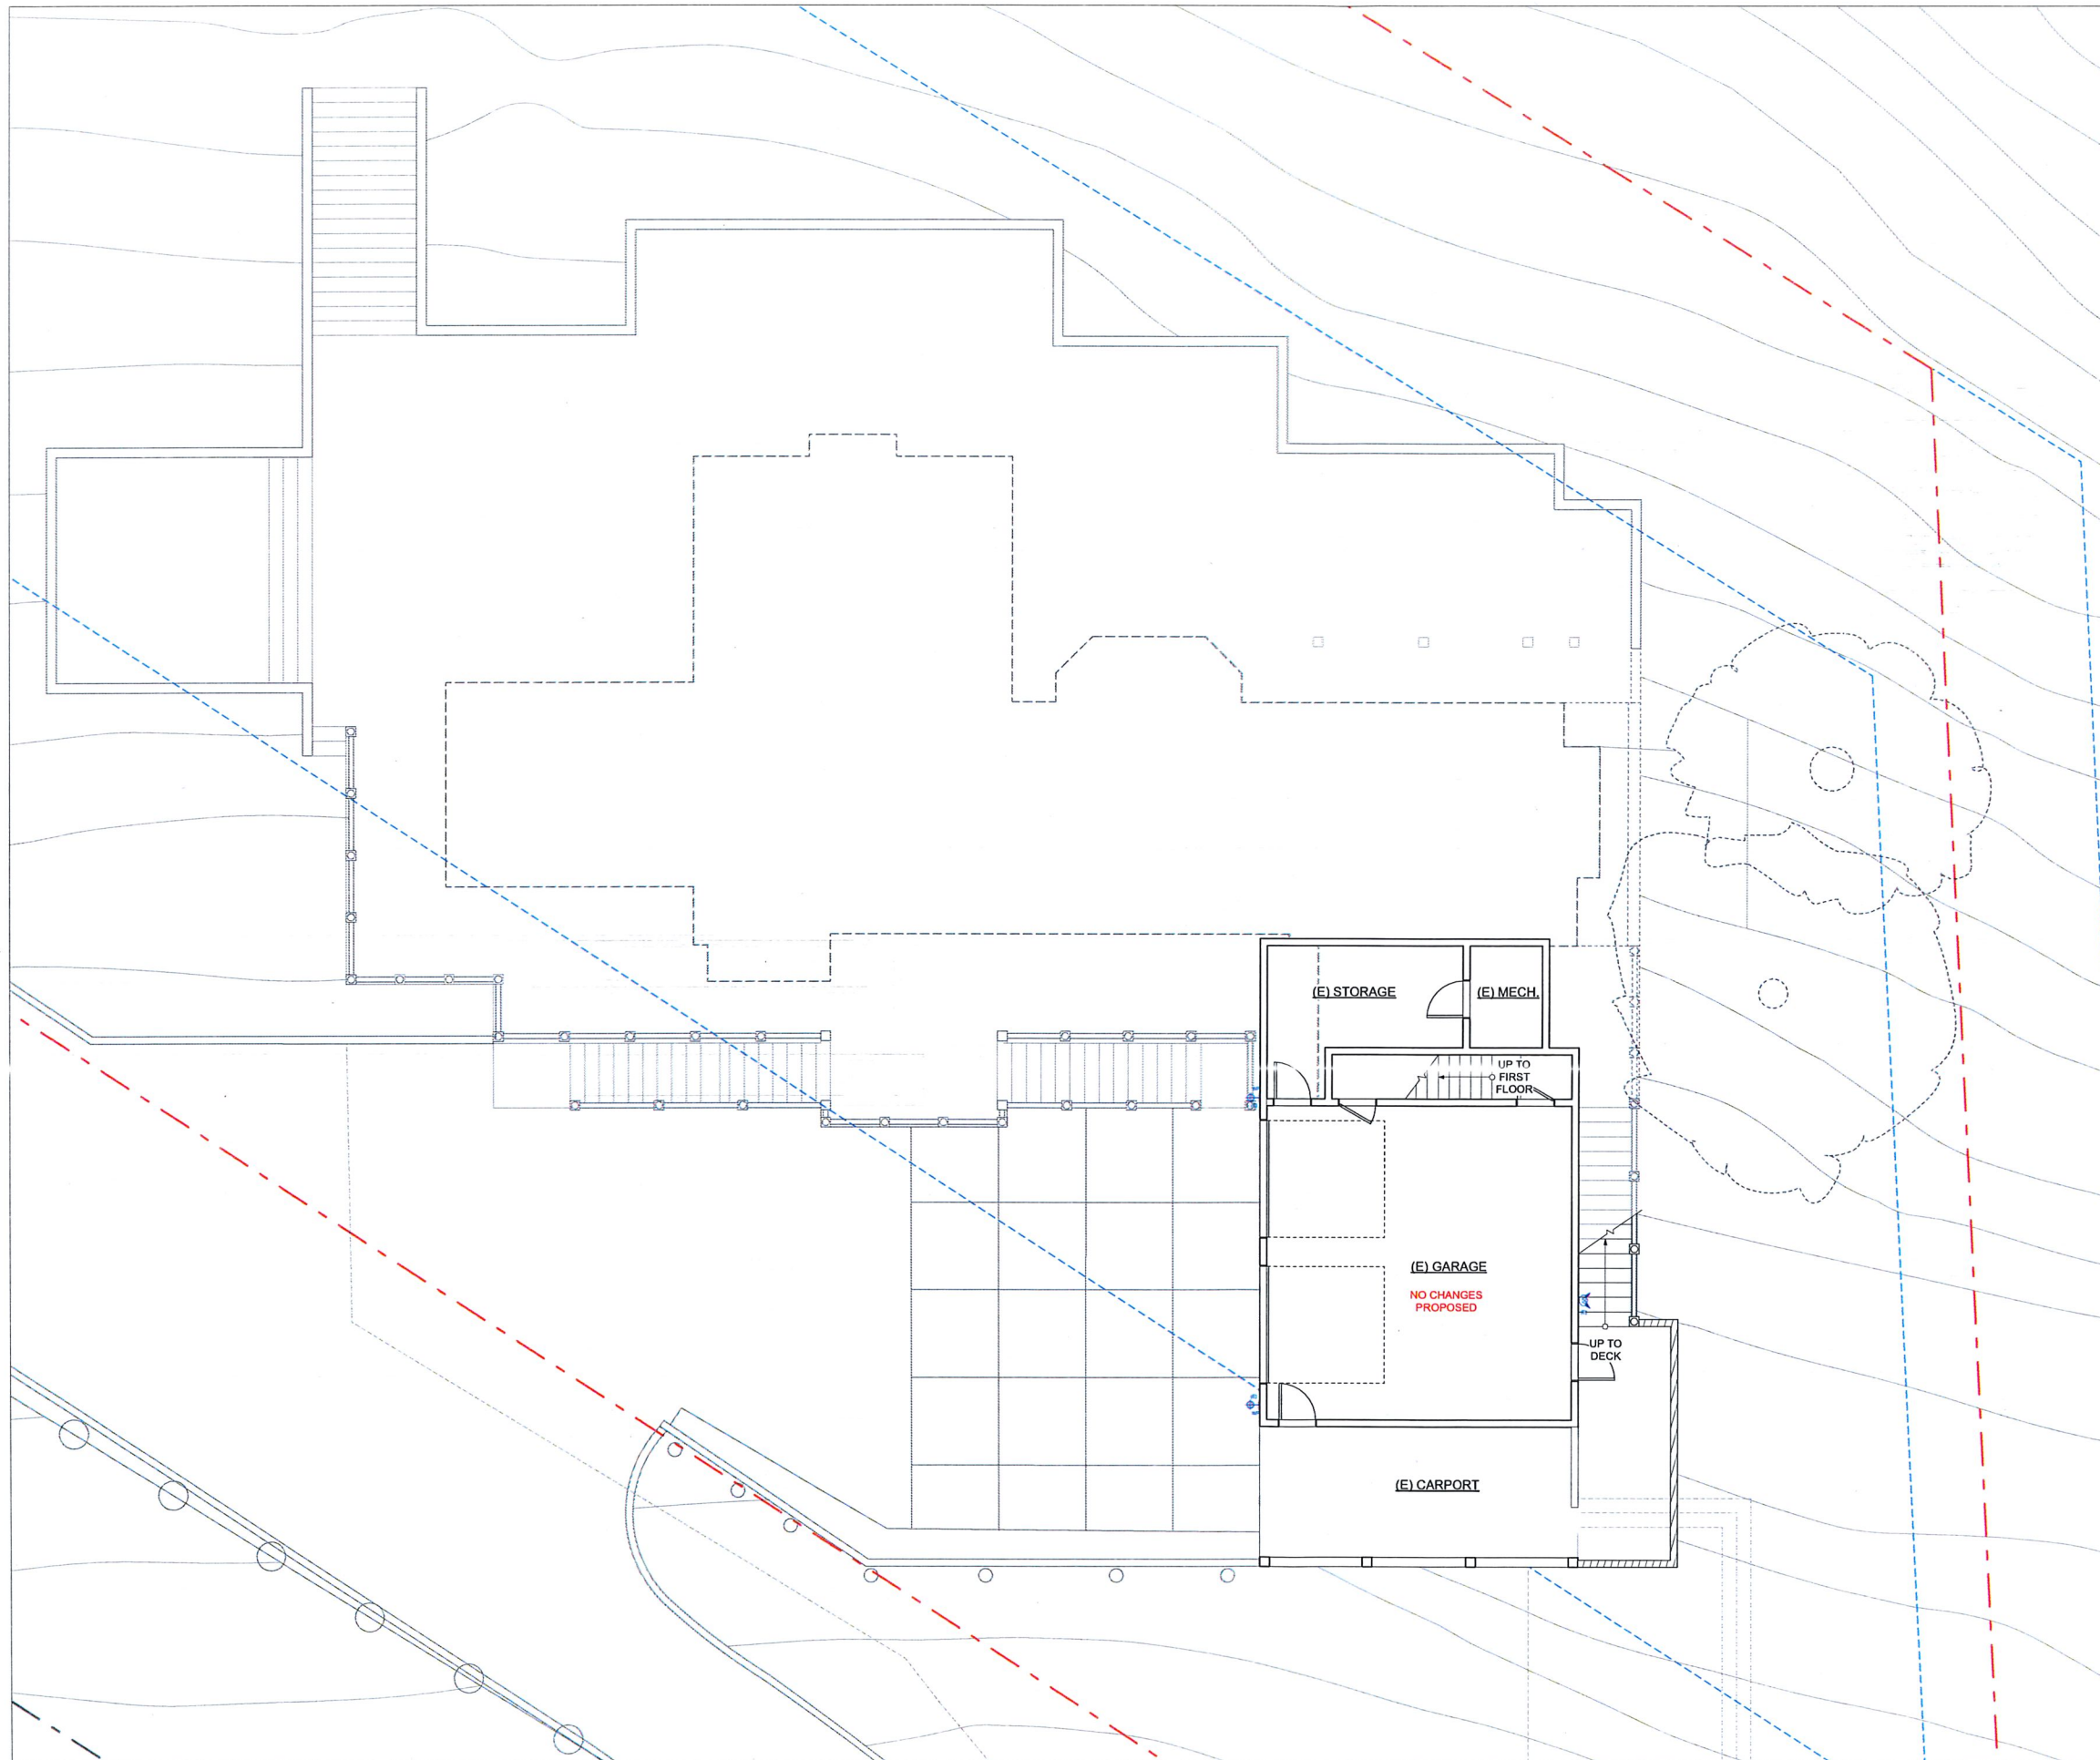 (E) STORAGE
(E) MECH.
UP TO
FIRST
FLOOR
(E) GARAGE
NO CHANGES
PROPOSED
UP TO
DECK
(E) CARPORT